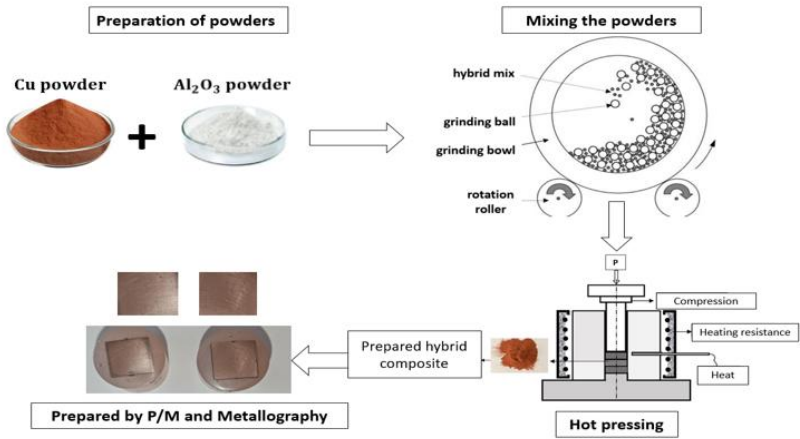 Preparation of powders
Mixing the powders
Cu powder
Al₂O₃ powder
hybrid mix
grinding ball
grinding bowl
rotation
roller
P
Compression
Heating resistance
Heat
Hot pressing
Prepared hybrid
composite
Prepared by P/M and Metallography